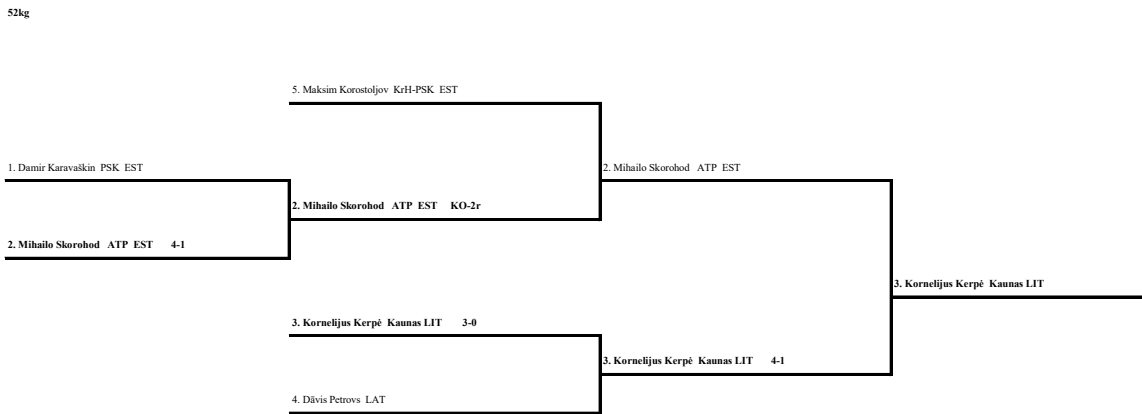 52kg
5. Maksim Korostoljov KrH-PSK EST
1. Damir Karavaškin PSK EST
2. Mihailo Skorohod ATP EST
2. Mihailo Skorohod ATP EST KO-2r
2. Mihailo Skorohod ATP EST 4-1
3. Kornelijus Kerpė Kaunas LIT
3. Kornelijus Kerpė Kaunas LIT 3-0
3. Kornelijus Kerpė Kaunas LIT 4-1
4. Dāvis Petrovs LAT